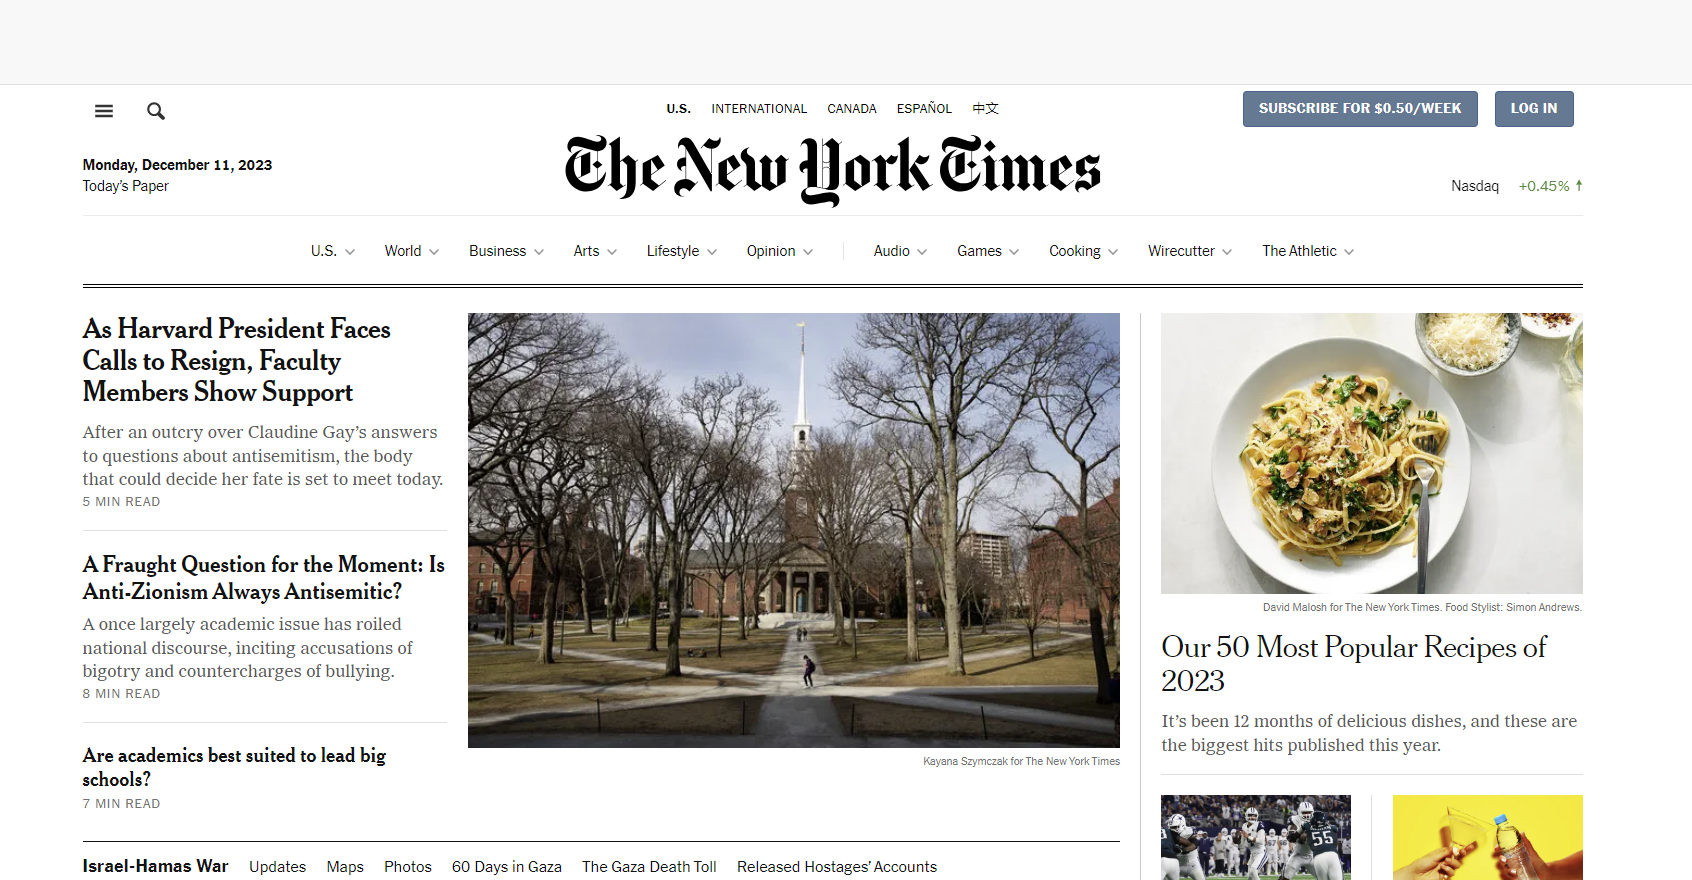 U.S. INTERNATIONAL CANADA ESPAÑOL 中文
SUBSCRIBE FOR $0.50/WEEK
LOG IN
Monday, December 11, 2023
Today's Paper
The New York Times
Nasdaq +0.45%
U.S. World Business Arts Lifestyle Opinion Audio Games Cooking Wirecutter The Athletic
As Harvard President Faces
Calls to Resign, Faculty
Members Show Support
After an outcry over Claudine Gay's answers
to questions about antisemitism, the body
that could decide her fate is set to meet today.
5 MIN READ
A Fraught Question for the Moment: Is
Anti-Zionism Always Antisemitic?
A once largely academic issue has roiled
national discourse, inciting accusations of
bigotry and countercharges of bullying.
8 MIN READ
Are academics best suited to lead big
schools?
7 MIN READ
Kayana Szymczak for The New York Times
David Malosh for The New York Times. Food Stylist: Simon Andrews.
Our 50 Most Popular Recipes of
2023
It's been 12 months of delicious dishes, and these are
the biggest hits published this year.
55
Israel-Hamas War Updates Maps Photos 60 Days in Gaza The Gaza Death Toll Released Hostages' Accounts